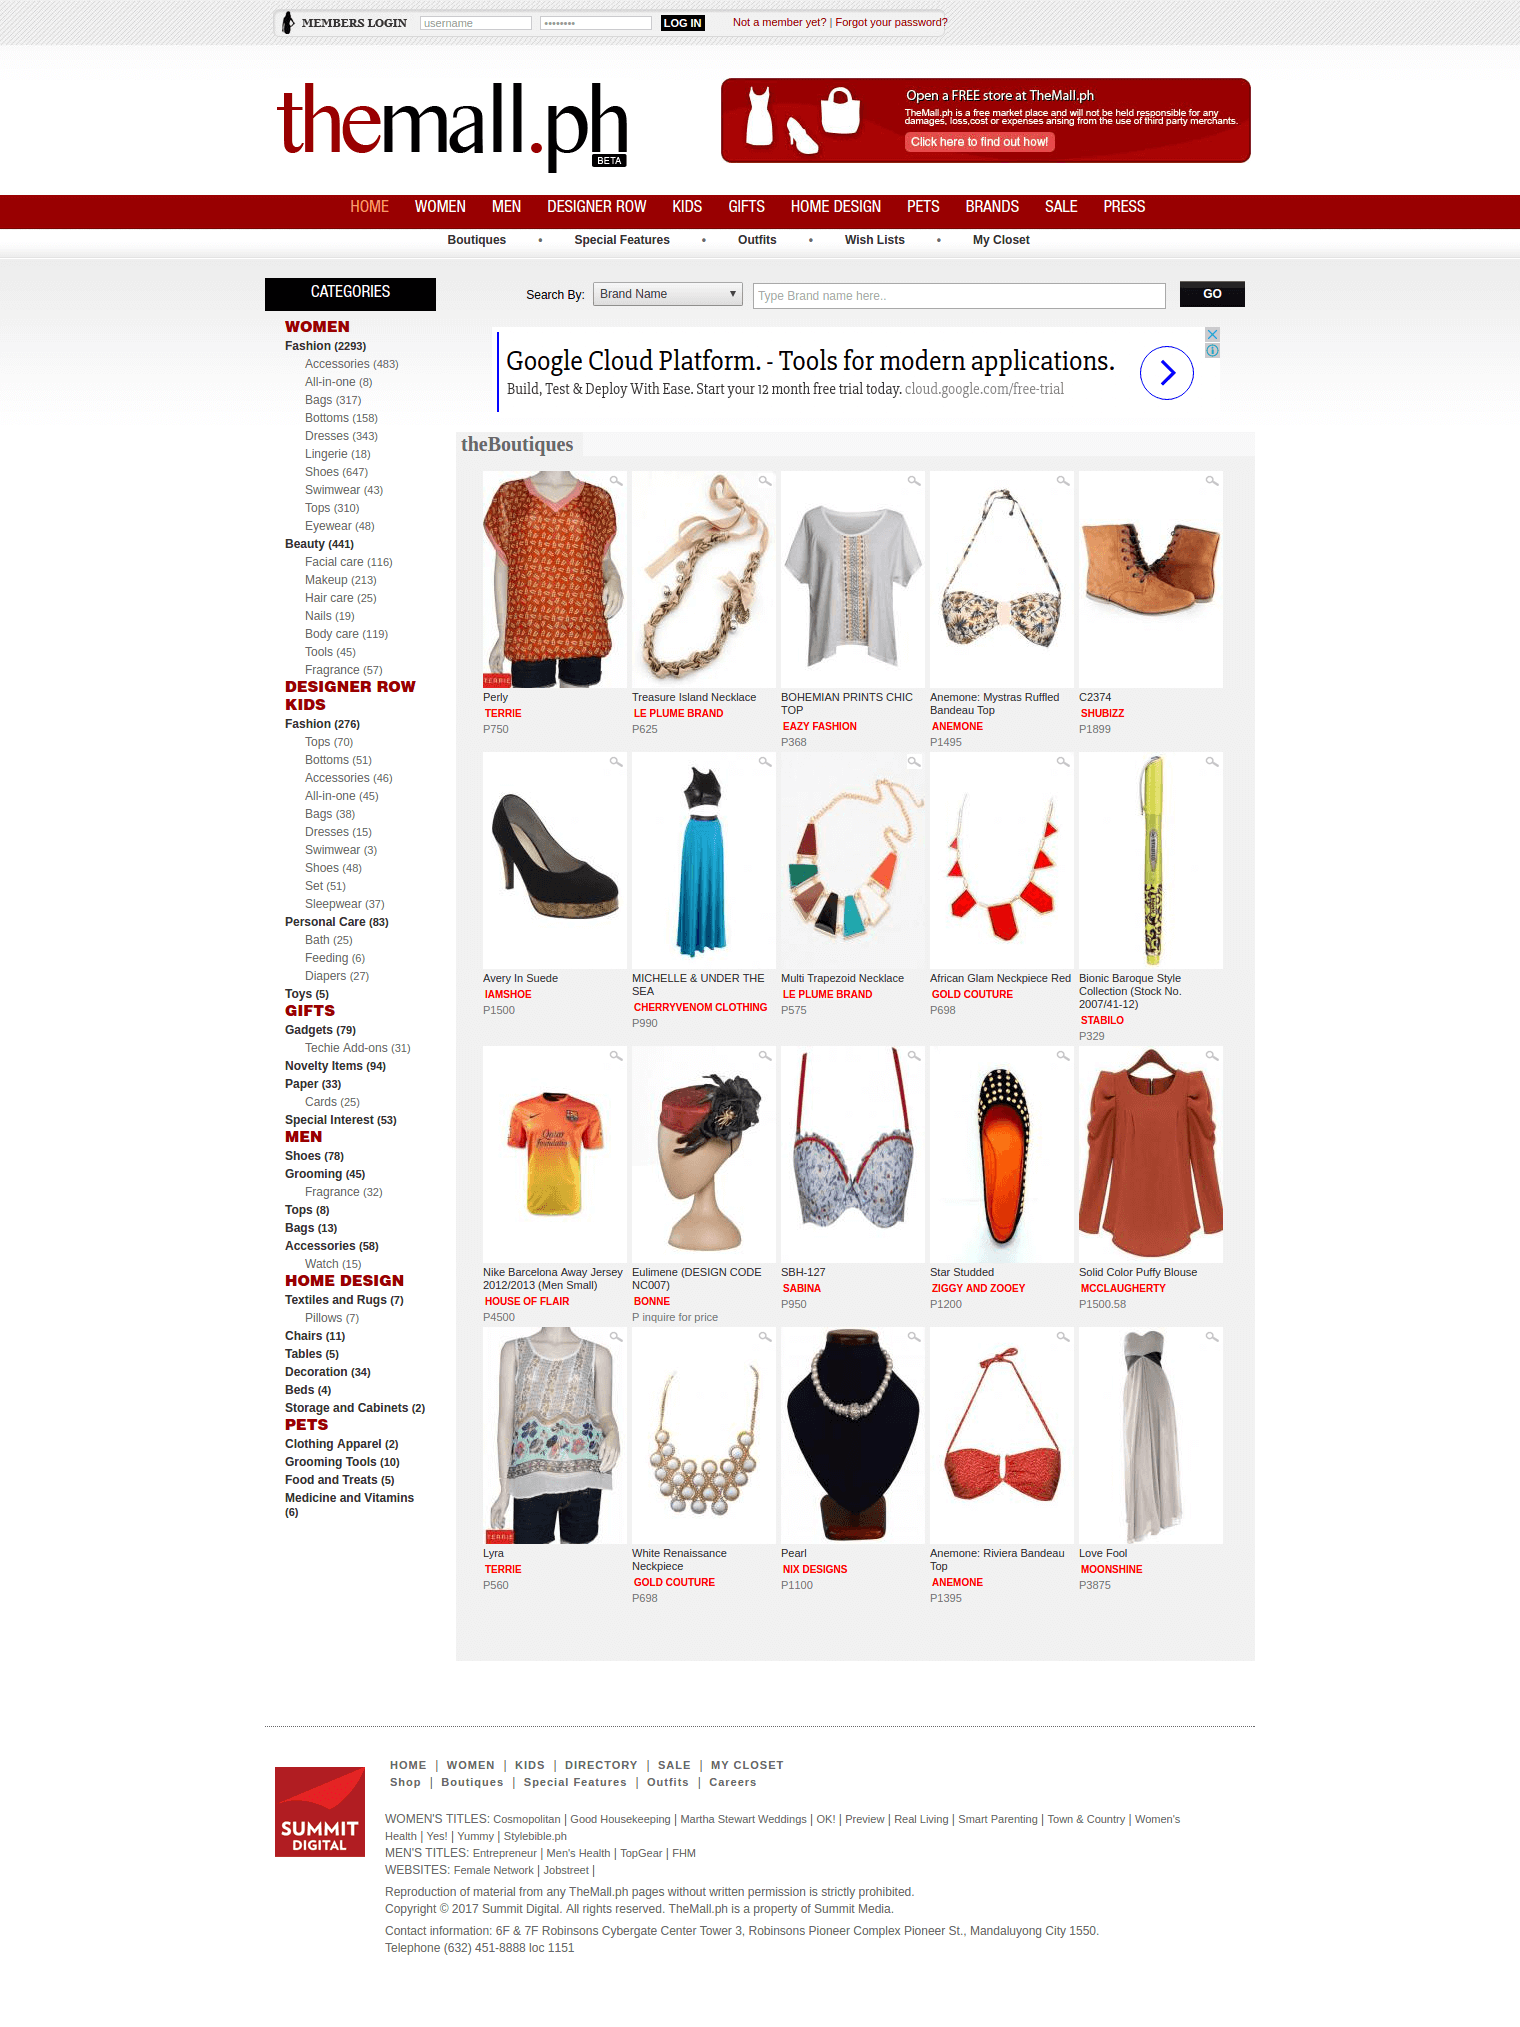 MEMBERS LOGIN username •••••••• LOG IN Not a member yet? | Forgot your password?
themall.ph
BETA
Open a FREE store at TheMall.ph
TheMall.ph is a free market place and will not be held responsible for any
damages, loss,cost or expenses arising from the use of third party merchants.
Click here to find out how!
HOME WOMEN MEN DESIGNER ROW KIDS GIFTS HOME DESIGN PETS BRANDS SALE PRESS
Boutiques • Special Features • Outfits • Wish Lists • My Closet
CATEGORIES
WOMEN
Fashion (2293)
Accessories (483)
All-in-one (8)
Bags (317)
Bottoms (158)
Dresses (343)
Lingerie (18)
Shoes (647)
Swimwear (43)
Tops (310)
Eyewear (48)
Beauty (441)
Facial care (116)
Makeup (213)
Hair care (25)
Nails (19)
Body care (119)
Tools (45)
Fragrance (57)
DESIGNER ROW
KIDS
Fashion (276)
Tops (70)
Bottoms (51)
Accessories (46)
All-in-one (45)
Bags (38)
Dresses (15)
Swimwear (3)
Shoes (48)
Set (51)
Sleepwear (37)
Personal Care (83)
Bath (25)
Feeding (6)
Diapers (27)
Toys (5)
GIFTS
Gadgets (79)
Techie Add-ons (31)
Novelty Items (94)
Paper (33)
Cards (25)
Special Interest (53)
MEN
Shoes (78)
Grooming (45)
Fragrance (32)
Tops (8)
Bags (13)
Accessories (58)
Watch (15)
HOME DESIGN
Textiles and Rugs (7)
Pillows (7)
Chairs (11)
Tables (5)
Decoration (34)
Beds (4)
Storage and Cabinets (2)
PETS
Clothing Apparel (2)
Grooming Tools (10)
Food and Treats (5)
Medicine and Vitamins
(6)
Search By: Brand Name Type Brand name here.. GO
Google Cloud Platform. - Tools for modern applications.
Build, Test & Deploy With Ease. Start your 12 month free trial today. cloud.google.com/free-trial
theBoutiques
TERRIE
Perly
TERRIE
P750
Treasure Island Necklace
LE PLUME BRAND
P625
BOHEMIAN PRINTS CHIC
TOP
EAZY FASHION
P368
Anemone: Mystras Ruffled
Bandeau Top
ANEMONE
P1495
C2374
SHUBIZZ
P1899
Avery In Suede
IAMSHOE
P1500
MICHELLE & UNDER THE
SEA
CHERRYVENOM CLOTHING
P990
Multi Trapezoid Necklace
LE PLUME BRAND
P575
African Glam Neckpiece Red
GOLD COUTURE
P698
Bionic Baroque Style
Collection (Stock No.
2007/41-12)
STABILO
P329
Qatar
Foundation
Nike Barcelona Away Jersey
2012/2013 (Men Small)
HOUSE OF FLAIR
P4500
Eulimene (DESIGN CODE
NC007)
BONNE
P inquire for price
SBH-127
SABINA
P950
Star Studded
ZIGGY AND ZOOEY
P1200
Solid Color Puffy Blouse
MCCLAUGHERTY
P1500.58
TERRIE
Lyra
TERRIE
P560
White Renaissance
Neckpiece
GOLD COUTURE
P698
Pearl
NIX DESIGNS
P1100
Anemone: Riviera Bandeau
Top
ANEMONE
P1395
Love Fool
MOONSHINE
P3875
SUMMIT
DIGITAL
HOME | WOMEN | KIDS | DIRECTORY | SALE | MY CLOSET
Shop | Boutiques | Special Features | Outfits | Careers
WOMEN'S TITLES: Cosmopolitan | Good Housekeeping | Martha Stewart Weddings | OK! | Preview | Real Living | Smart Parenting | Town & Country | Women's
Health | Yes! | Yummy | Stylebible.ph
MEN'S TITLES: Entrepreneur | Men's Health | TopGear | FHM
WEBSITES: Female Network | Jobstreet |
Reproduction of material from any TheMall.ph pages without written permission is strictly prohibited.
Copyright © 2017 Summit Digital. All rights reserved. TheMall.ph is a property of Summit Media.
Contact information: 6F & 7F Robinsons Cybergate Center Tower 3, Robinsons Pioneer Complex Pioneer St., Mandaluyong City 1550.
Telephone (632) 451-8888 loc 1151